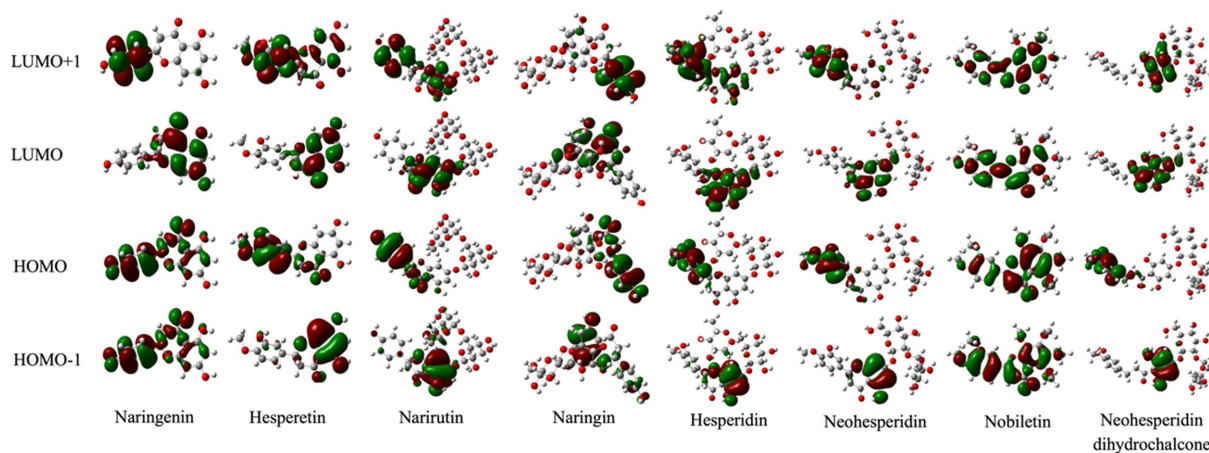 LUMO+1
LUMO
HOMO
HOMO-1
Naringenin
Hesperetin
Narirutin
Naringin
Hesperidin
Neohesperidin
Nobiletin
Neohesperidin
dihydrochalcone